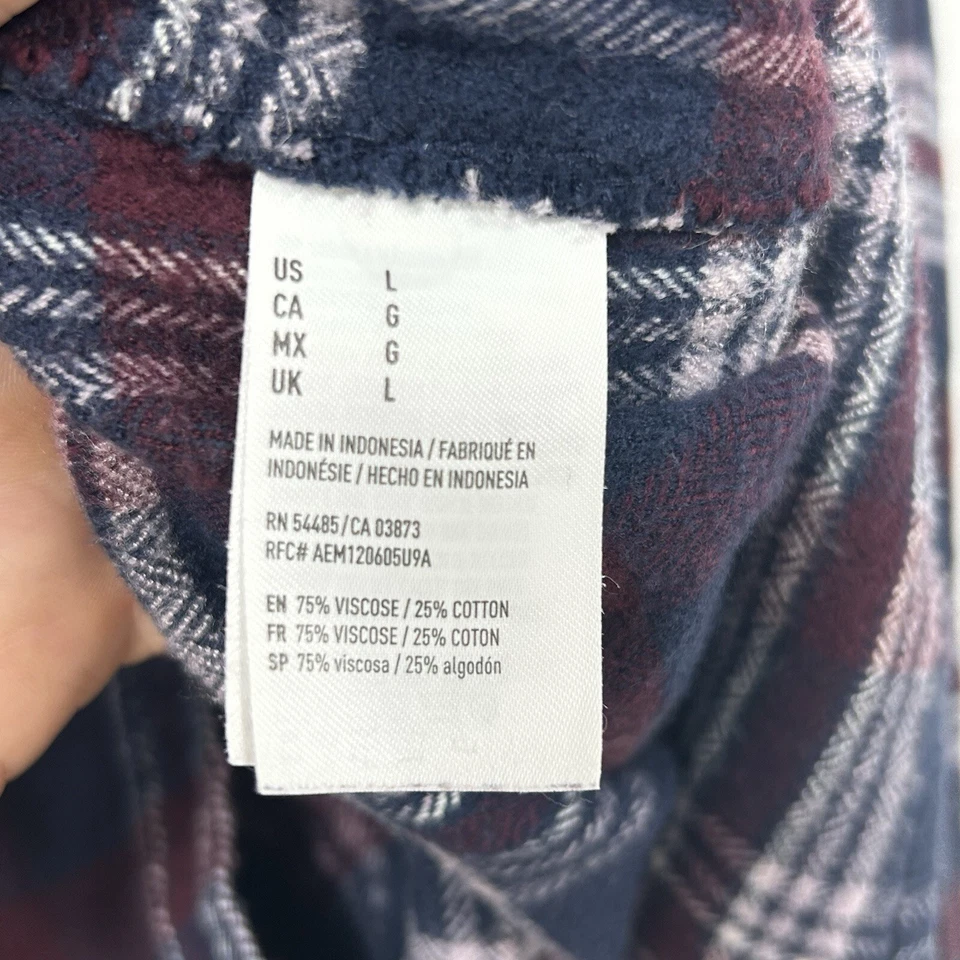 US L
CA G
MX G
UK L
MADE IN INDONESIA / FABRIQUÉ EN
INDONÉSIE / HECHO EN INDONESIA
RN 54485/CA 03873
RFC# AEM120605U9A
EN 75% VISCOSE / 25% COTTON
FR 75% VISCOSE / 25% COTON
SP 75% viscosa / 25% algodón